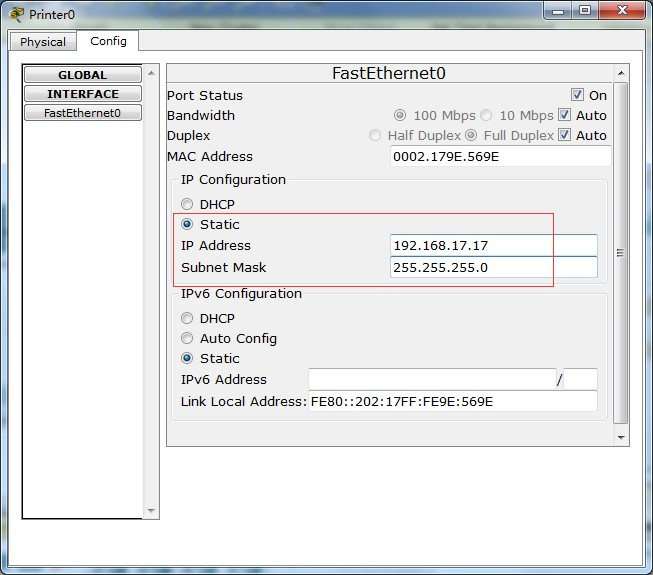 Printer0
Physical Config
GLOBAL
INTERFACE
FastEthernet0
FastEthernet0
Port Status On
Bandwidth 100 Mbps 10 Mbps Auto
Duplex Half Duplex Full Duplex Auto
MAC Address 0002.179E.569E
IP Configuration
DHCP
Static
IP Address 192.168.17.17
Subnet Mask 255.255.255.0
IPv6 Configuration
DHCP
Auto Config
Static
IPv6 Address /
Link Local Address: FE80::202:17FF:FE9E:569E